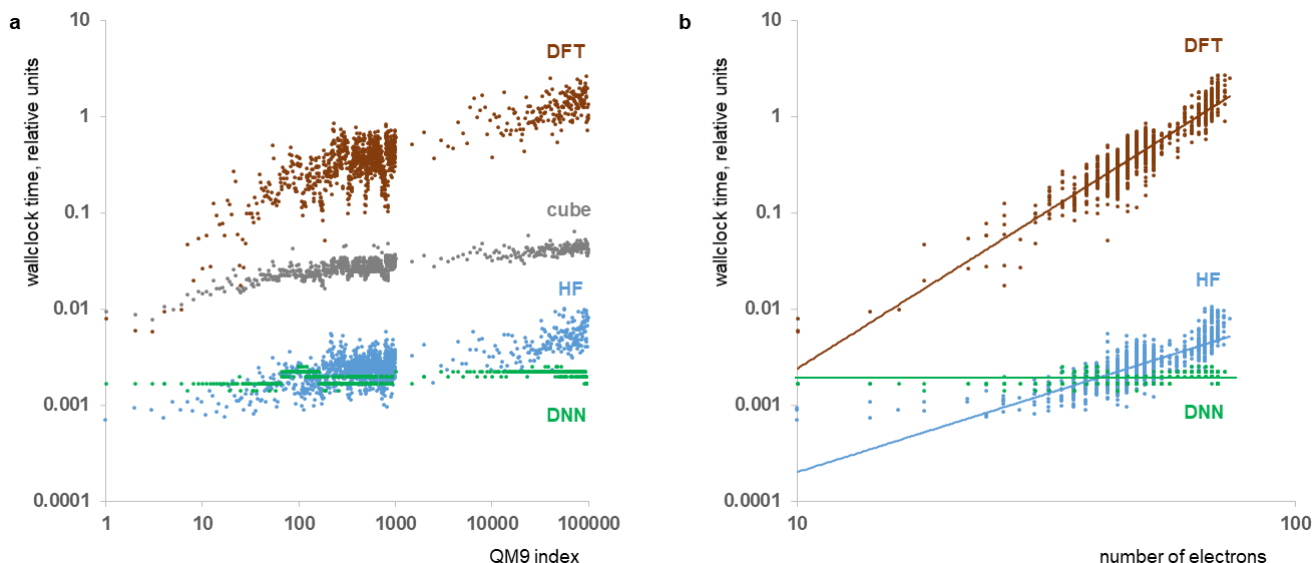 a
wallclock time, relative units
10
1
0.1
0.01
0.001
0.0001
DFT
cube
HF
DNN
1
10
100
1000
10000
100000
QM9 index
b
wallclock time, relative units
10
1
0.1
0.01
0.001
0.0001
DFT
HF
DNN
10
100
number of electrons